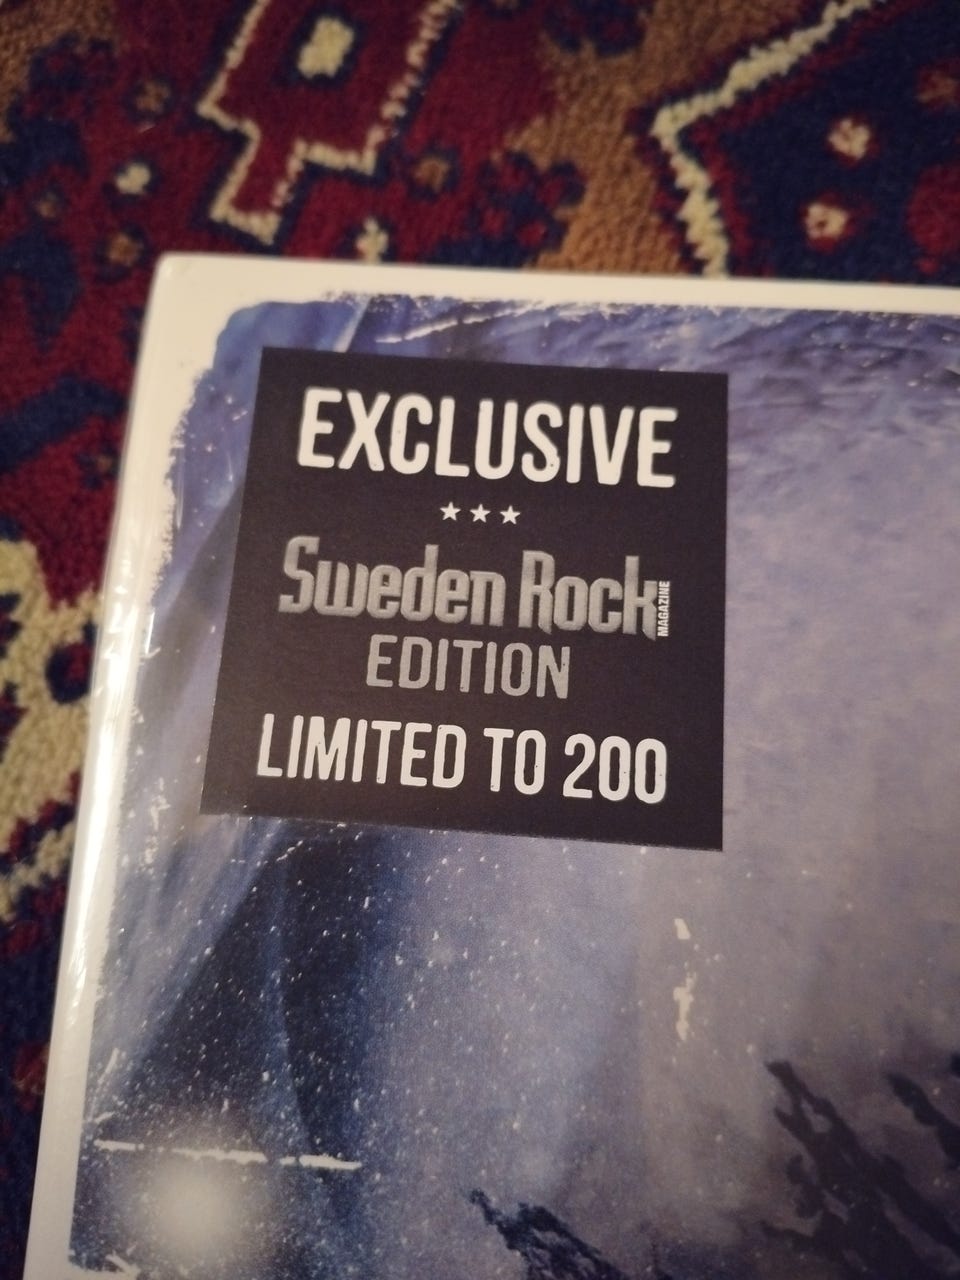 EXCLUSIVE
★★★
Sweden Rock MAGAZINE
EDITION
LIMITED TO 200